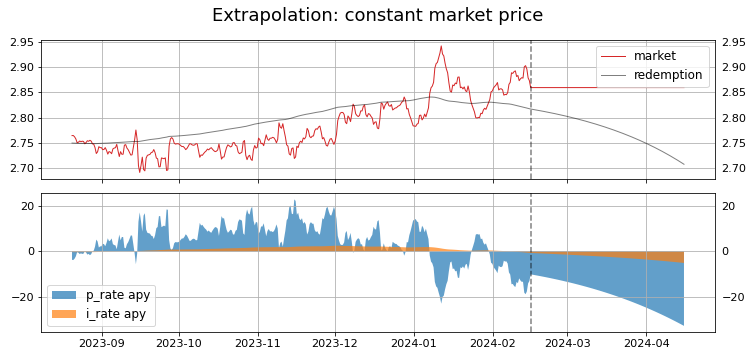 Extrapolation: constant market price
2.95 2.95
2.90 2.90
2.85 2.85
2.80 2.80
2.75 2.75
2.70 2.70
market
redemption
20 20
0 0
−20 −20
p_rate apy
i_rate apy
2023-09 2023-10 2023-11 2023-12 2024-01 2024-02 2024-03 2024-04